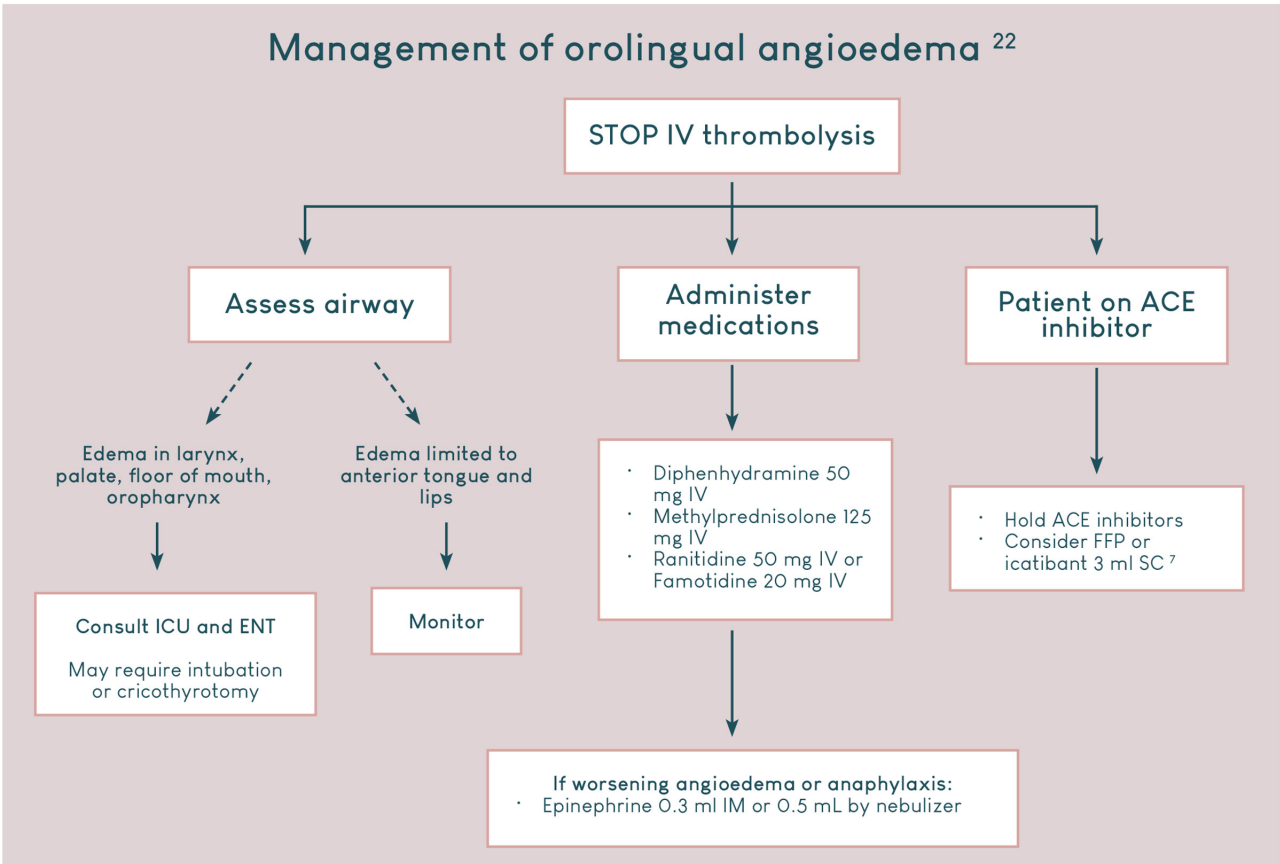 Management of orolingual angioedema 22
STOP IV thrombolysis
Assess airway
Edema in larynx,
palate, floor of mouth,
oropharynx
Consult ICU and ENT
May require intubation
or cricothyrotomy
Edema limited to
anterior tongue and
lips
Monitor
Administer
medications
· Diphenhydramine 50
mg IV
· Methylprednisolone 125
mg IV
· Ranitidine 50 mg IV or
Famotidine 20 mg IV
If worsening angioedema or anaphylaxis:
· Epinephrine 0.3 ml IM or 0.5 mL by nebulizer
Patient on ACE
inhibitor
· Hold ACE inhibitors
· Consider FFP or
icatibant 3 ml SC 7